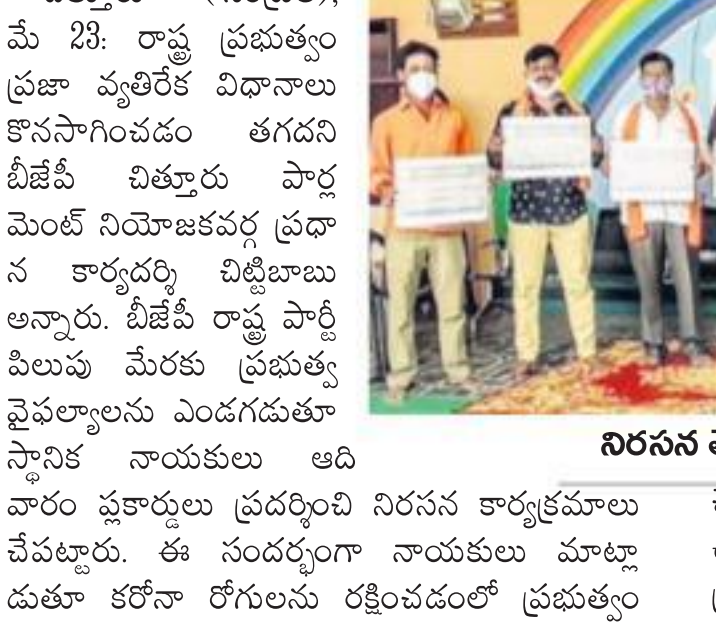 మే 23: రాష్ట్ర ప్రభుత్వం
ప్రజా వ్యతిరేక విధానాలు
కొనసాగించడం తగదని
బీజేపీ చిత్తూరు పార్ల
మెంట్ నియోజకవర్గ ప్రధా
న కార్యదర్శి చిట్టిబాబు
అన్నారు. బీజేపీ రాష్ట్ర పార్టీ
పిలుపు మేరకు ప్రభుత్వ
వైఫల్యాలను ఎండగడుతూ
స్థానిక నాయకులు ఆది
వారం ప్లకార్డులు ప్రదర్శించి నిరసన కార్యక్రమాలు
చేపట్టారు. ఈ సందర్భంగా నాయకులు మాట్లా
డుతూ కరోనా రోగులను రక్షించడంలో ప్రభుత్వం
నిరసన